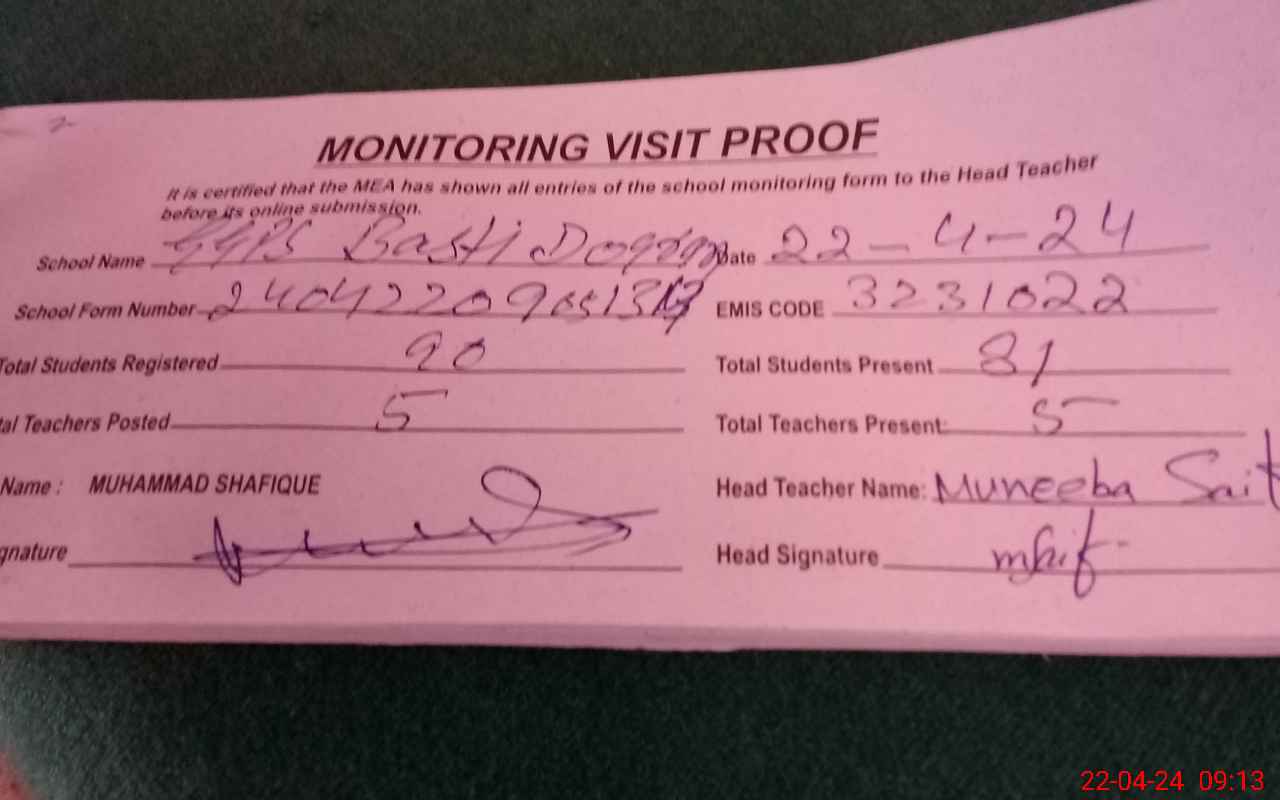 MONITORING VISIT PROOF
It is certified that the MEA has shown all entries of the school monitoring form to the Head Teacher
before its online submission.
School Name GGPS Basti Date 22-4-24
School Form Number EMIS CODE 3231022
Total Students Registered 90 Total Students Present 81
al Teachers Posted 5 Total Teachers Present: 5
Name : MUHAMMAD SHAFIQUE Head Teacher Name: Muneeba
gnature Head Signature
22-04-24 09:13